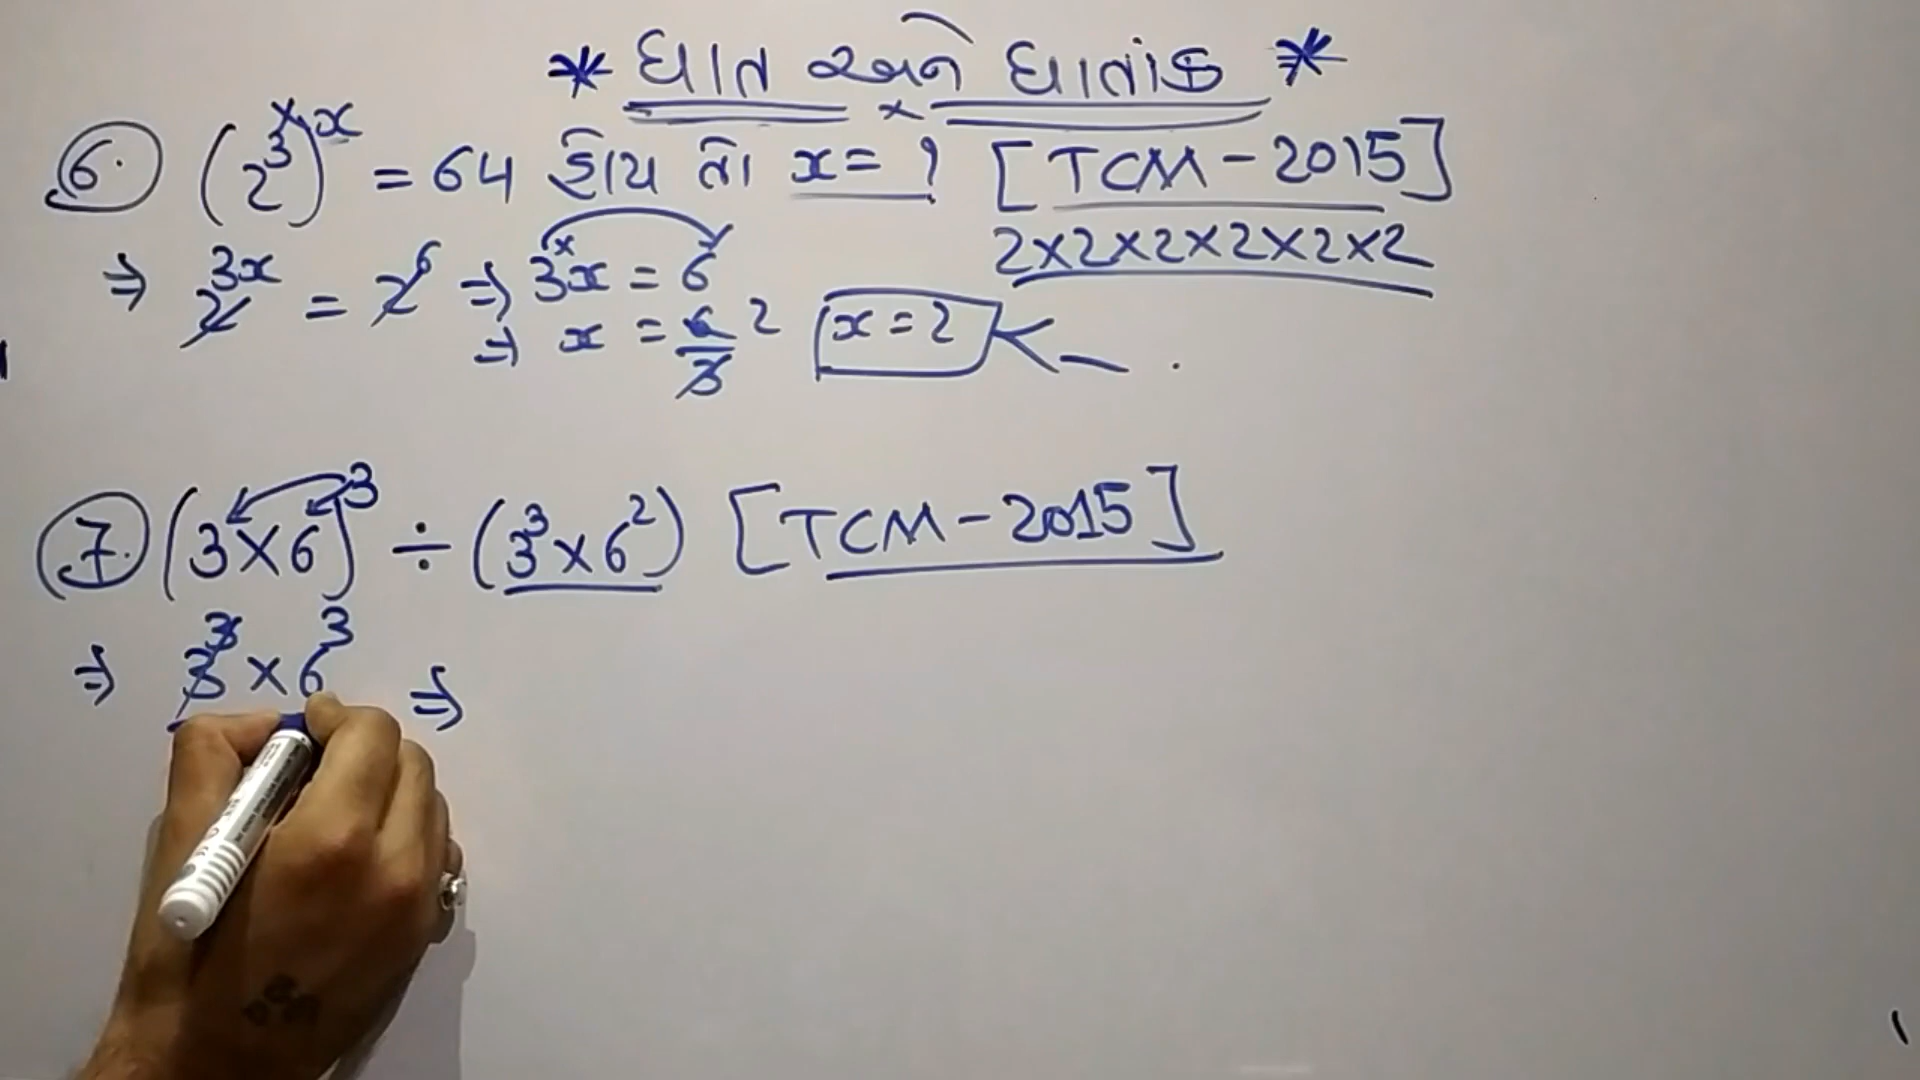 * ઘાત અને ઘાતાંક *
6. (2³)ˣ = 64 હોય તો x = ? [TCM - 2015]
⇒ 2³ˣ = 2⁶ ⇒ 3×x = 6 2×2×2×2×2×2
⇒ x = 6/3 2 x = 2
7. (3×6)³ ÷ (3³×6²) [TCM - 2015]
⇒ 3³ × 6³ ⇒